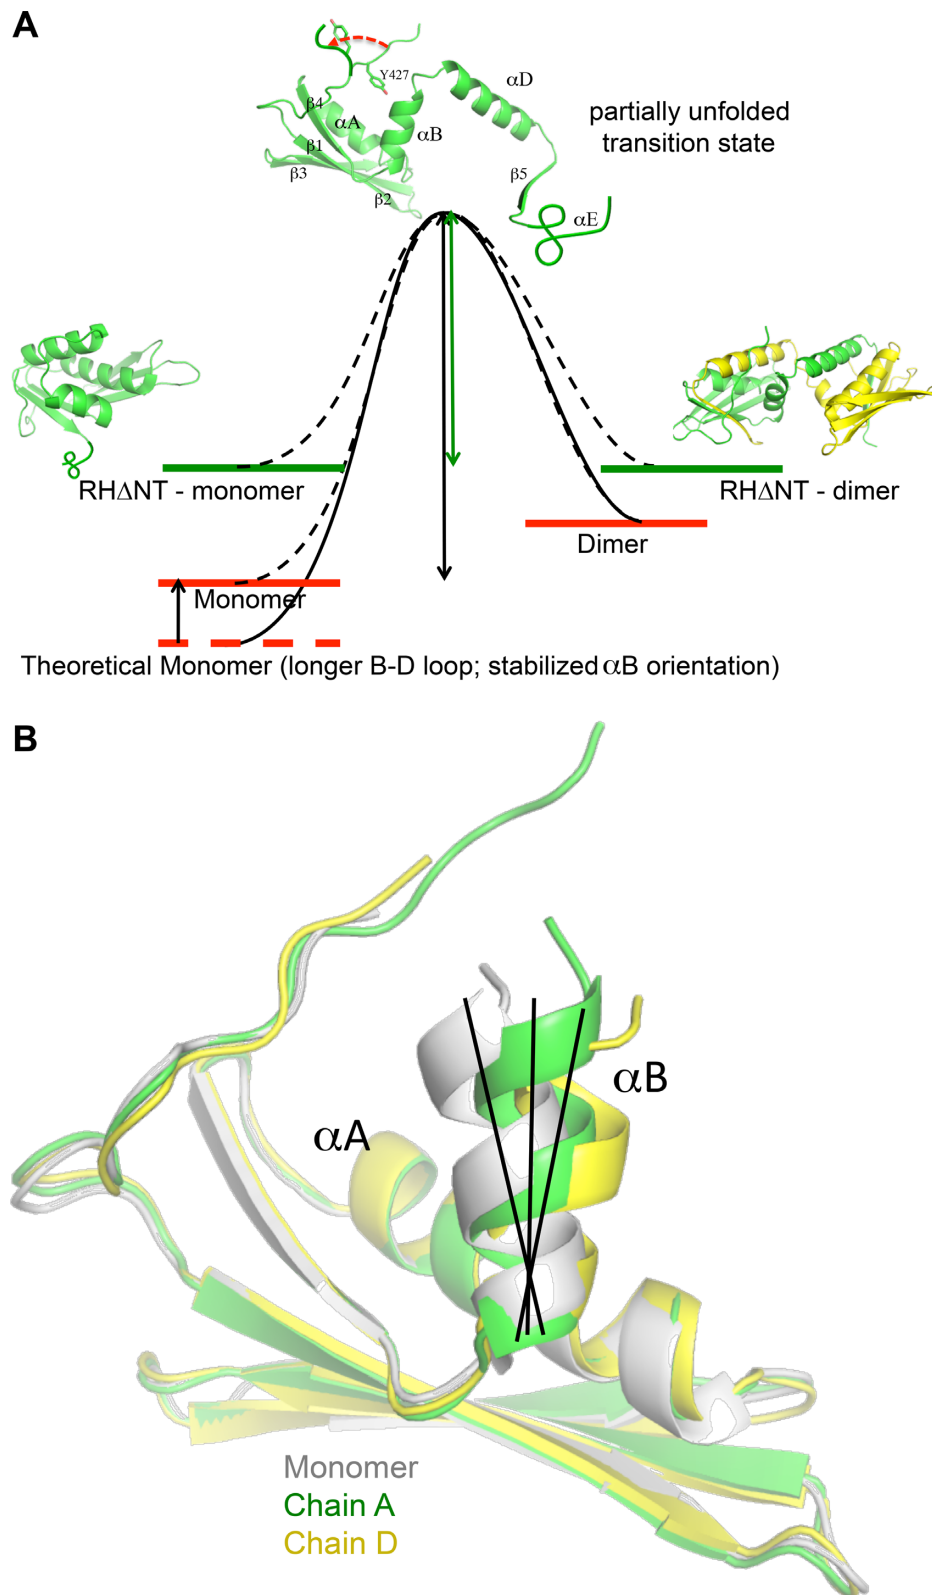 A
Y427
αD
β4
αA
αB
partially unfolded
transition state
β1
β3
β5
β2
αE
RHΔNT - monomer
RHΔNT - dimer
Dimer
Monomer
Theoretical Monomer (longer B-D loop; stabilized αB orientation)
B
αB
αA
Monomer
Chain A
Chain D